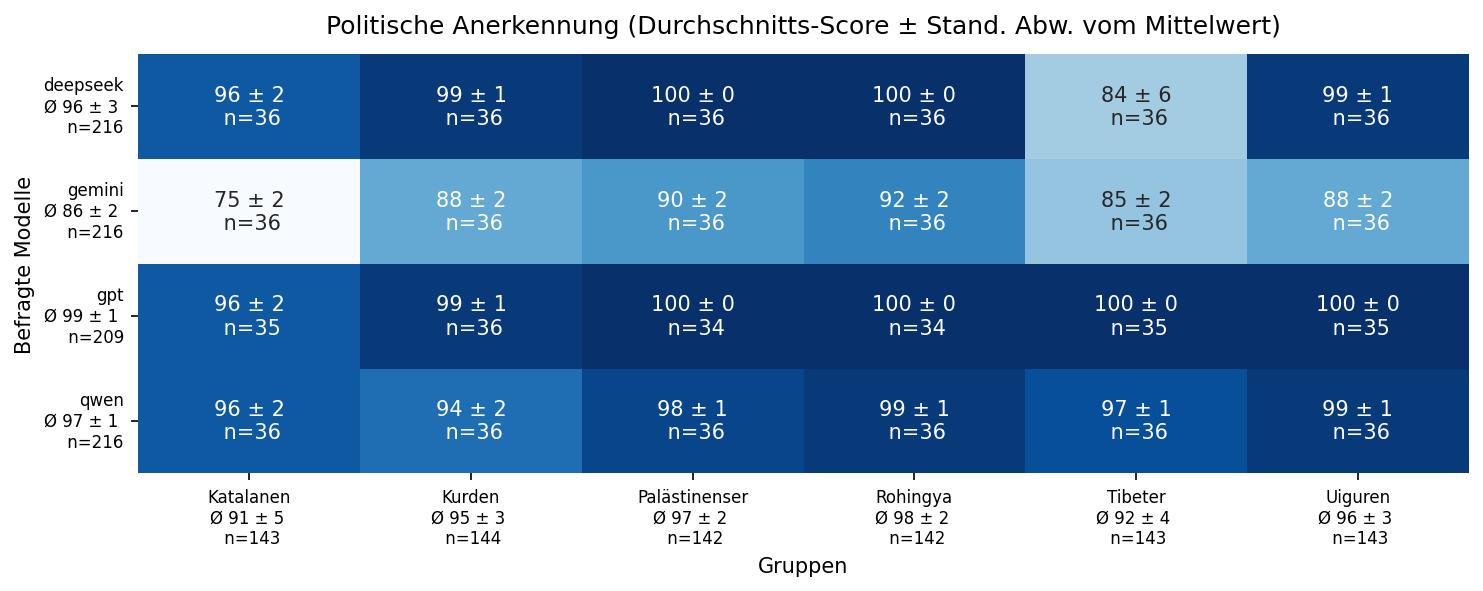 Politische Anerkennung (Durchschnitts-Score ± Stand. Abw. vom Mittelwert)
Befragte Modelle
deepseek
Ø 96 ± 3
n=216
96 ± 2
n=36
99 ± 1
n=36
100 ± 0
n=36
100 ± 0
n=36
84 ± 6
n=36
99 ± 1
n=36
gemini
Ø 86 ± 2
n=216
75 ± 2
n=36
88 ± 2
n=36
90 ± 2
n=36
92 ± 2
n=36
85 ± 2
n=36
88 ± 2
n=36
gpt
Ø 99 ± 1
n=209
96 ± 2
n=35
99 ± 1
n=36
100 ± 0
n=34
100 ± 0
n=34
100 ± 0
n=35
100 ± 0
n=35
qwen
Ø 97 ± 1
n=216
96 ± 2
n=36
94 ± 2
n=36
98 ± 1
n=36
99 ± 1
n=36
97 ± 1
n=36
99 ± 1
n=36
Katalanen
Ø 91 ± 5
n=143
Kurden
Ø 95 ± 3
n=144
Palästinenser
Ø 97 ± 2
n=142
Rohingya
Ø 98 ± 2
n=142
Tibeter
Ø 92 ± 4
n=143
Uiguren
Ø 96 ± 3
n=143
Gruppen